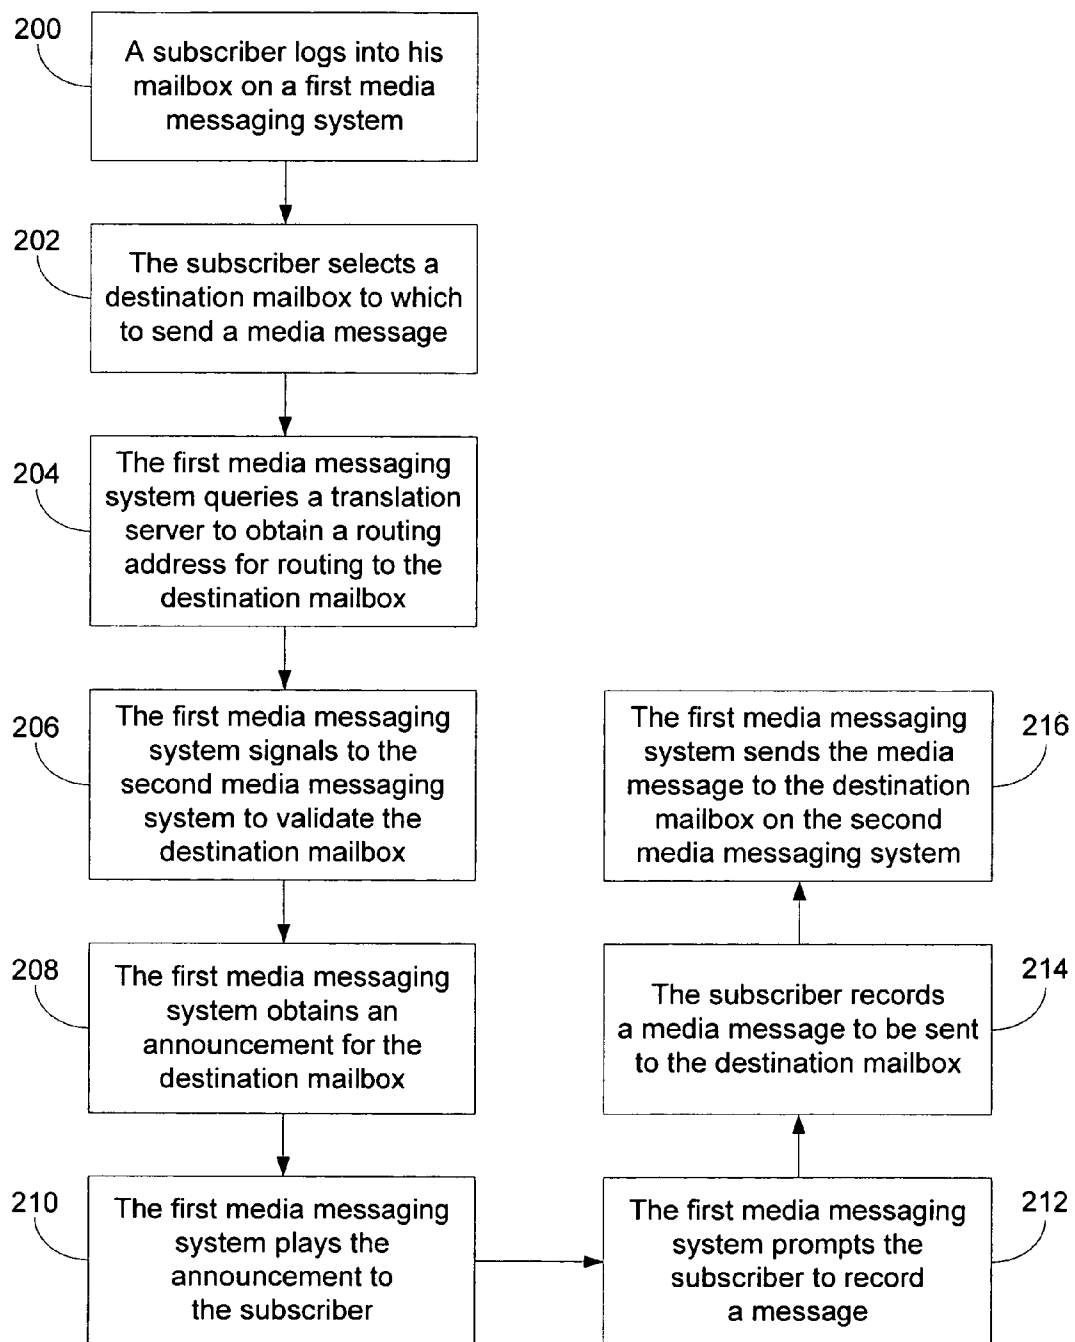 200
A subscriber logs into his
mailbox on a first media
messaging system
202
The subscriber selects a
destination mailbox to which
to send a media message
204
The first media messaging
system queries a translation
server to obtain a routing
address for routing to the
destination mailbox
206
The first media messaging
system signals to the
second media messaging
system to validate the
destination mailbox
208
The first media messaging
system obtains an
announcement for the
destination mailbox
210
The first media messaging
system plays the
announcement to
the subscriber
212
The first media messaging
system prompts the
subscriber to record
a message
214
The subscriber records
a media message to be sent
to the destination mailbox
216
The first media messaging
system sends the media
message to the destination
mailbox on the second
media messaging system